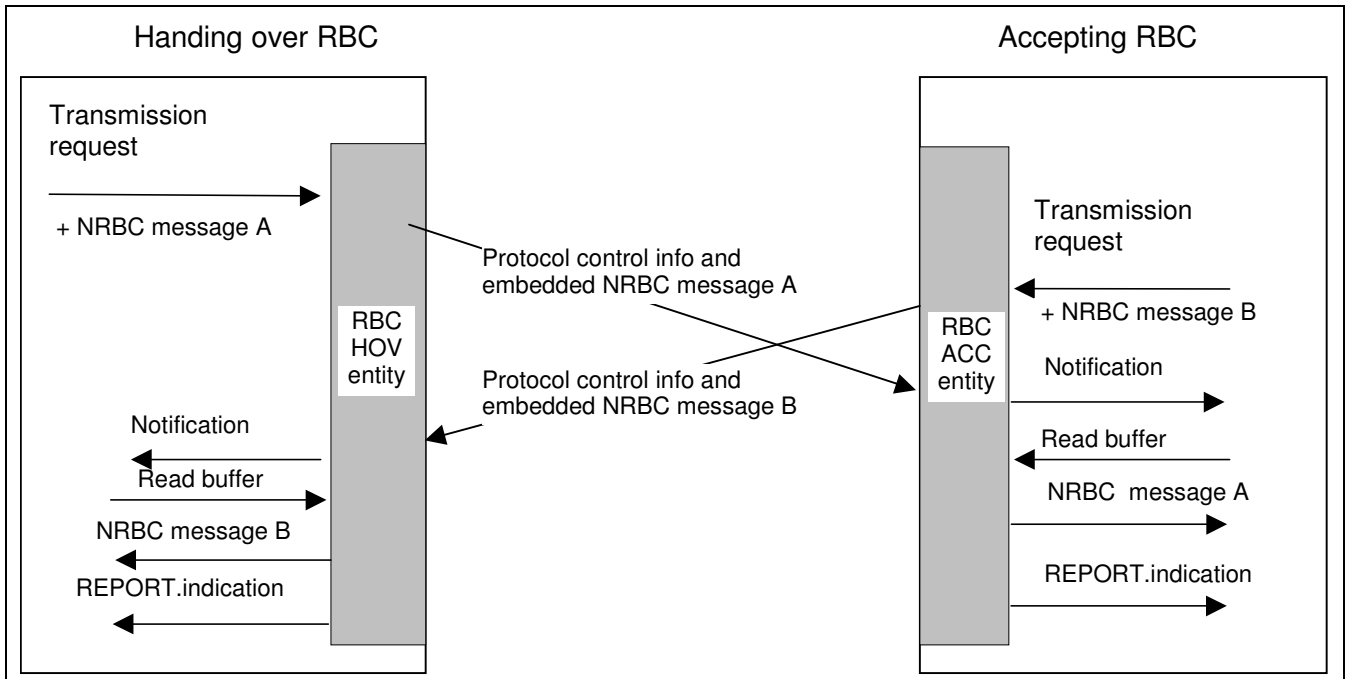 Handing over RBC
Accepting RBC
Transmission
request
+ NRBC message A
RBC
HOV
entity
Notification
Read buffer
NRBC message B
REPORT.indication
Protocol control info and
embedded NRBC message A
Protocol control info and
embedded NRBC message B
RBC
ACC
entity
Transmission
request
+ NRBC message B
Notification
Read buffer
NRBC message A
REPORT.indication